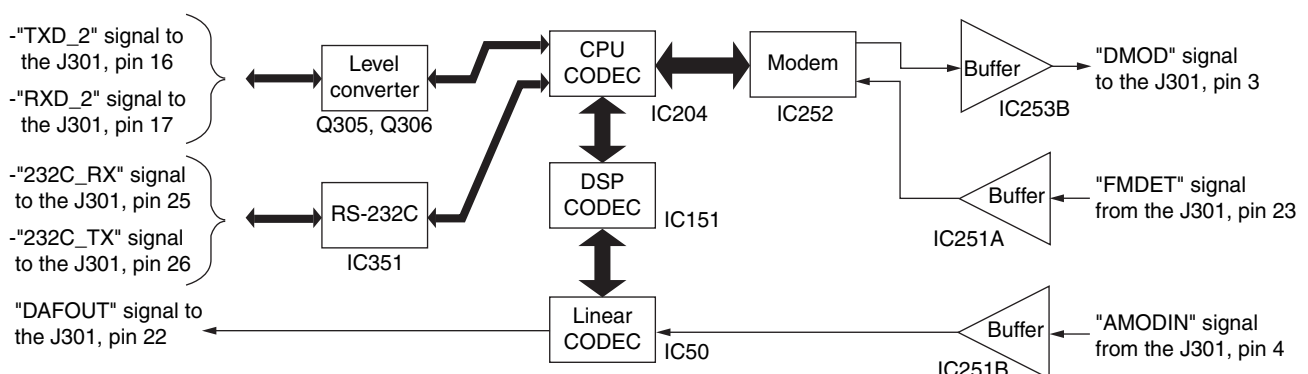 -"TXD_2" signal to
the J301, pin 16
-"RXD_2" signal to
the J301, pin 17
-"232C_RX" signal
to the J301, pin 25
-"232C_TX" signal
to the J301, pin 26
"DAFOUT" signal to
the J301, pin 22
Level
converter
Q305, Q306
RS-232C
IC351
CPU
CODEC
IC204
DSP
CODEC
IC151
Linear
CODEC
IC50
Modem
IC252
Buffer
IC253B
"DMOD" signal
to the J301, pin 3
Buffer
IC251A
"FMDET" signal
from the J301, pin 23
Buffer
IC251B
"AMODIN" signal
from the J301, pin 4